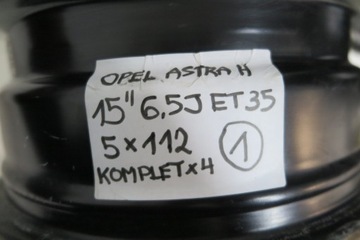 OPEL ASTRA H
15" 6,5J ET35
5x112 1
KOMPLETx4